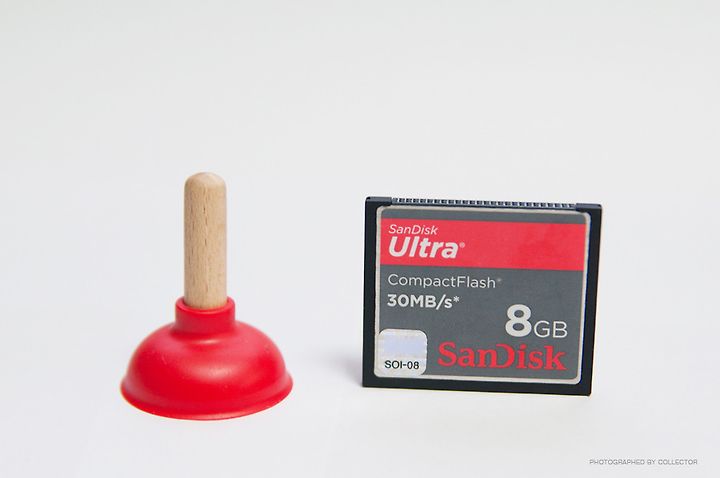 SanDisk
Ultra®
CompactFlash®
30MB/s*
8GB
SanDisk
SOI-08
PHOTOGRAPHED BY COLLECTOR